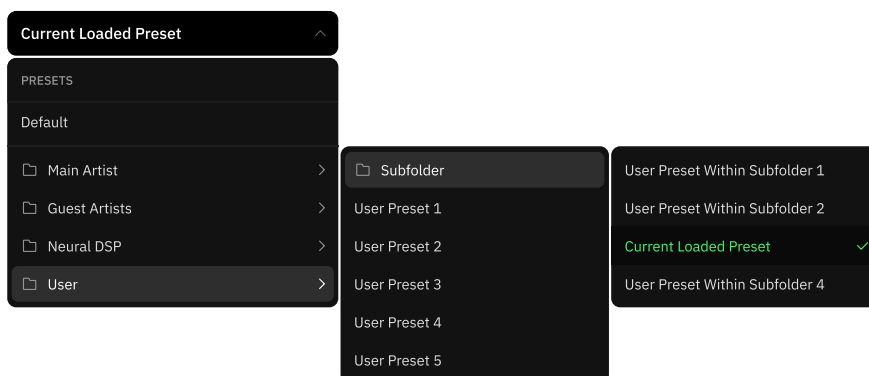 Current Loaded Preset
PRESETS
Default
Main Artist
Guest Artists
Neural DSP
User
Subfolder
User Preset 1
User Preset 2
User Preset 3
User Preset 4
User Preset 5
User Preset Within Subfolder 1
User Preset Within Subfolder 2
Current Loaded Preset
User Preset Within Subfolder 4